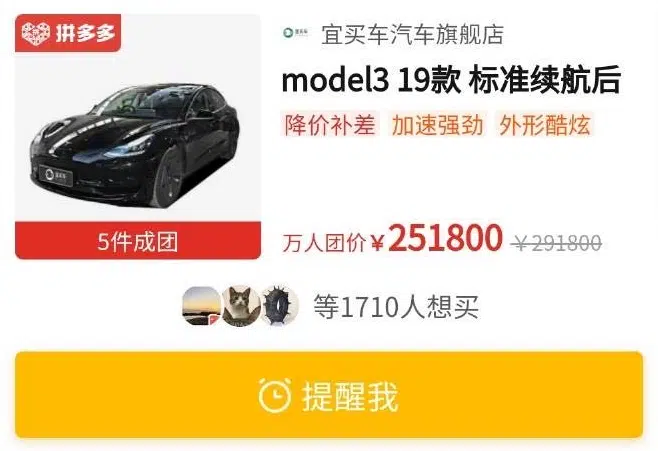 拼多多
宜买车汽车旗舰店
model3 19款 标准续航后
降价补差 加速强劲 外形酷炫
5件成团
万人团价¥251800 ¥291800
等1710人想买
提醒我